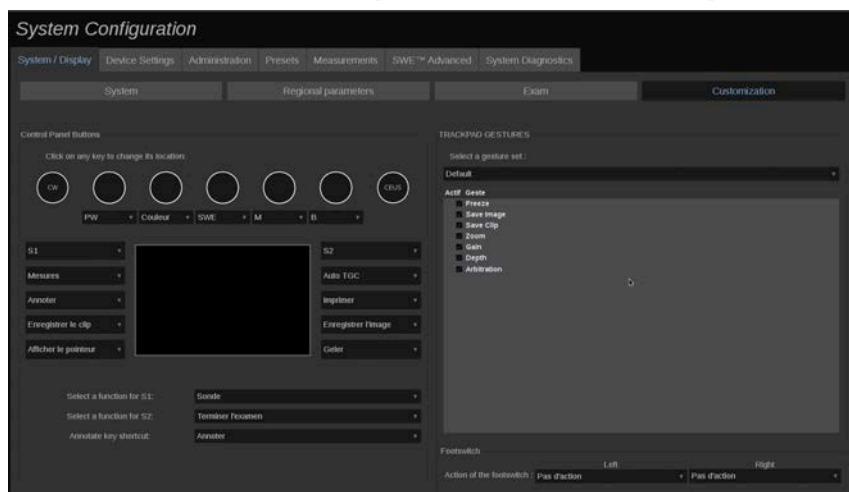 System Configuration
System / Display Device Settings Administration Presets Measurements SWE™ Advanced System Diagnostics
System Regional parameters Exam Customization
Control Panel Buttons
Click on any key to change its location:
CW CEUS
PW Couleur SWE M B
S1 S2
Mesures Auto TGC
Annoter Imprimer
Enregistrer le clip Enregistrer l'image
Afficher le pointeur Geler
Select a function for S1: Sonde
Select a function for S2: Terminer l'examen
Annotate key shortcut: Annoter
TRACKPAD GESTURES
Select a gesture set :
Default
Actif Geste
Freeze
Save Image
Save Clip
Zoom
Gain
Depth
Arbitration
Footswitch
Left Right
Action of the footswitch : Pas d'action Pas d'action